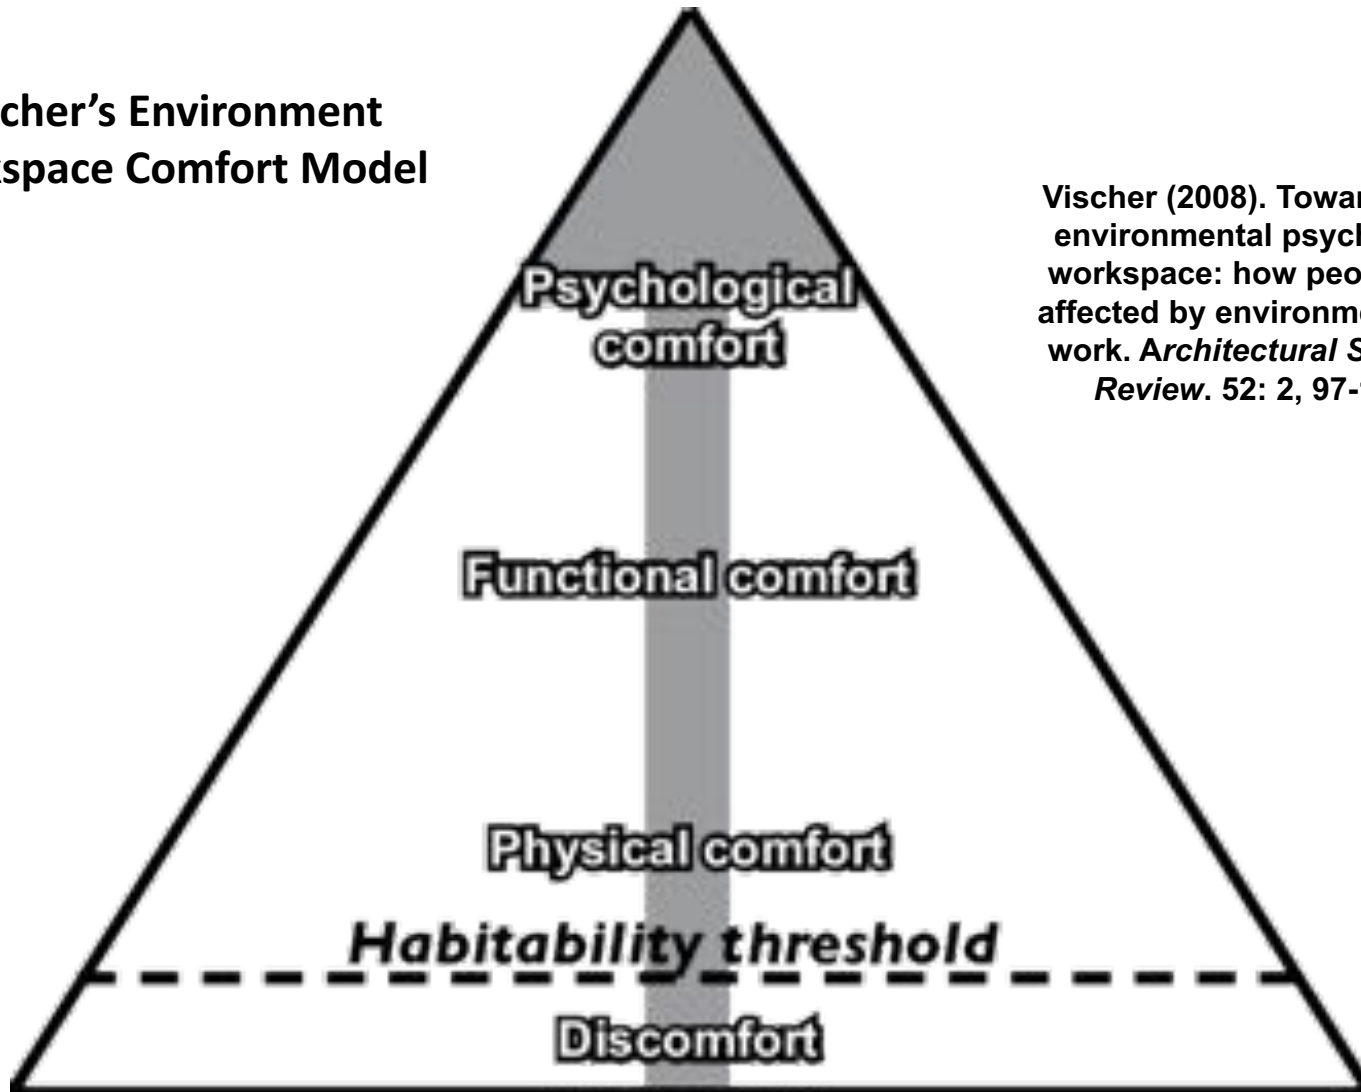 cher’s Environment
space Comfort Model
Vischer (2008). Towar
environmental psych
workspace: how peo
affected by environme
work. Architectural S
Review. 52: 2, 97-
Psychological
comfort
Functional comfort
Physical comfort
Habitability threshold
Discomfort